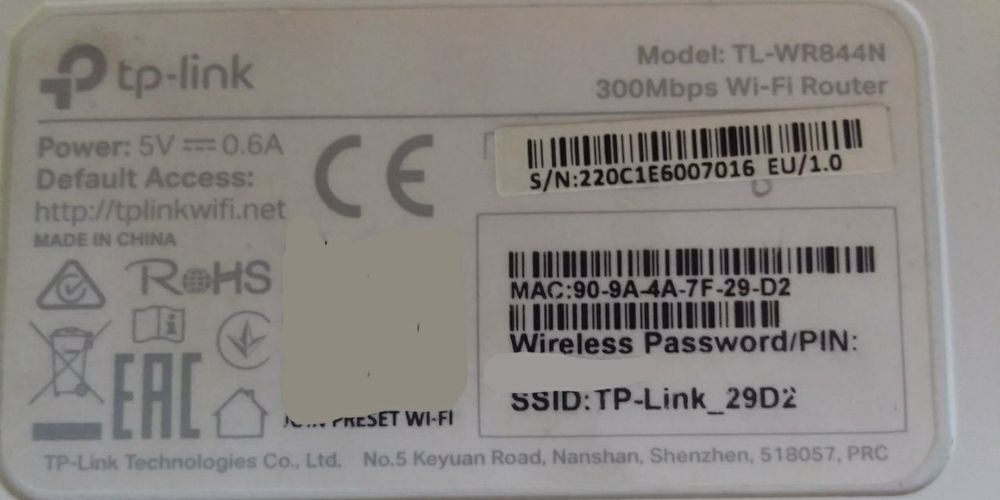 tp-link
Model: TL-WR844N
300Mbps Wi-Fi Router
Power: 5V ⎓ 0.6A
Default Access:
http://tplinkwifi.net
MADE IN CHINA
CE
S/N:220C1E6007016 EU/1.0
RoHS
MAC:90-9A-4A-7F-29-D2
Wireless Password/PIN:
SSID:TP-Link_29D2
EAC
PRESET WI-FI
TP-Link Technologies Co., Ltd. No.5 Keyuan Road, Nanshan, Shenzhen, 518057, PRC